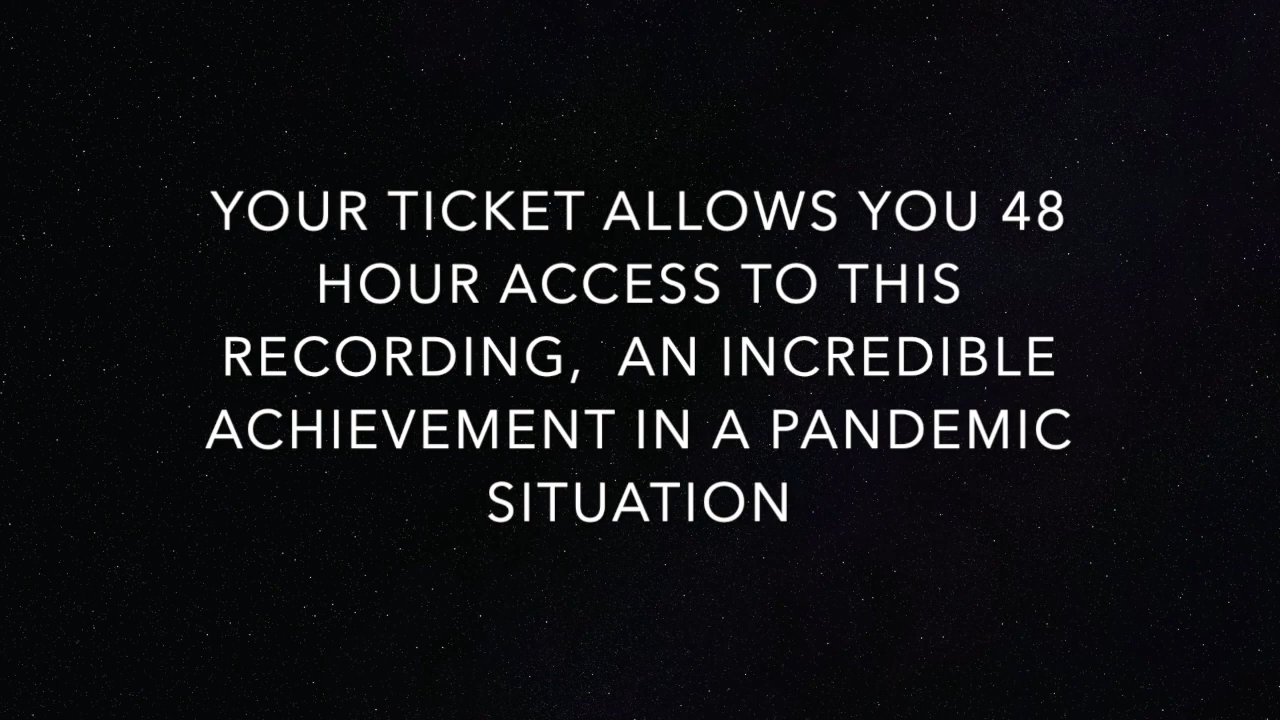 YOUR TICKET ALLOWS YOU 48
HOUR ACCESS TO THIS
RECORDING,  AN INCREDIBLE
ACHIEVEMENT IN A PANDEMIC
SITUATION